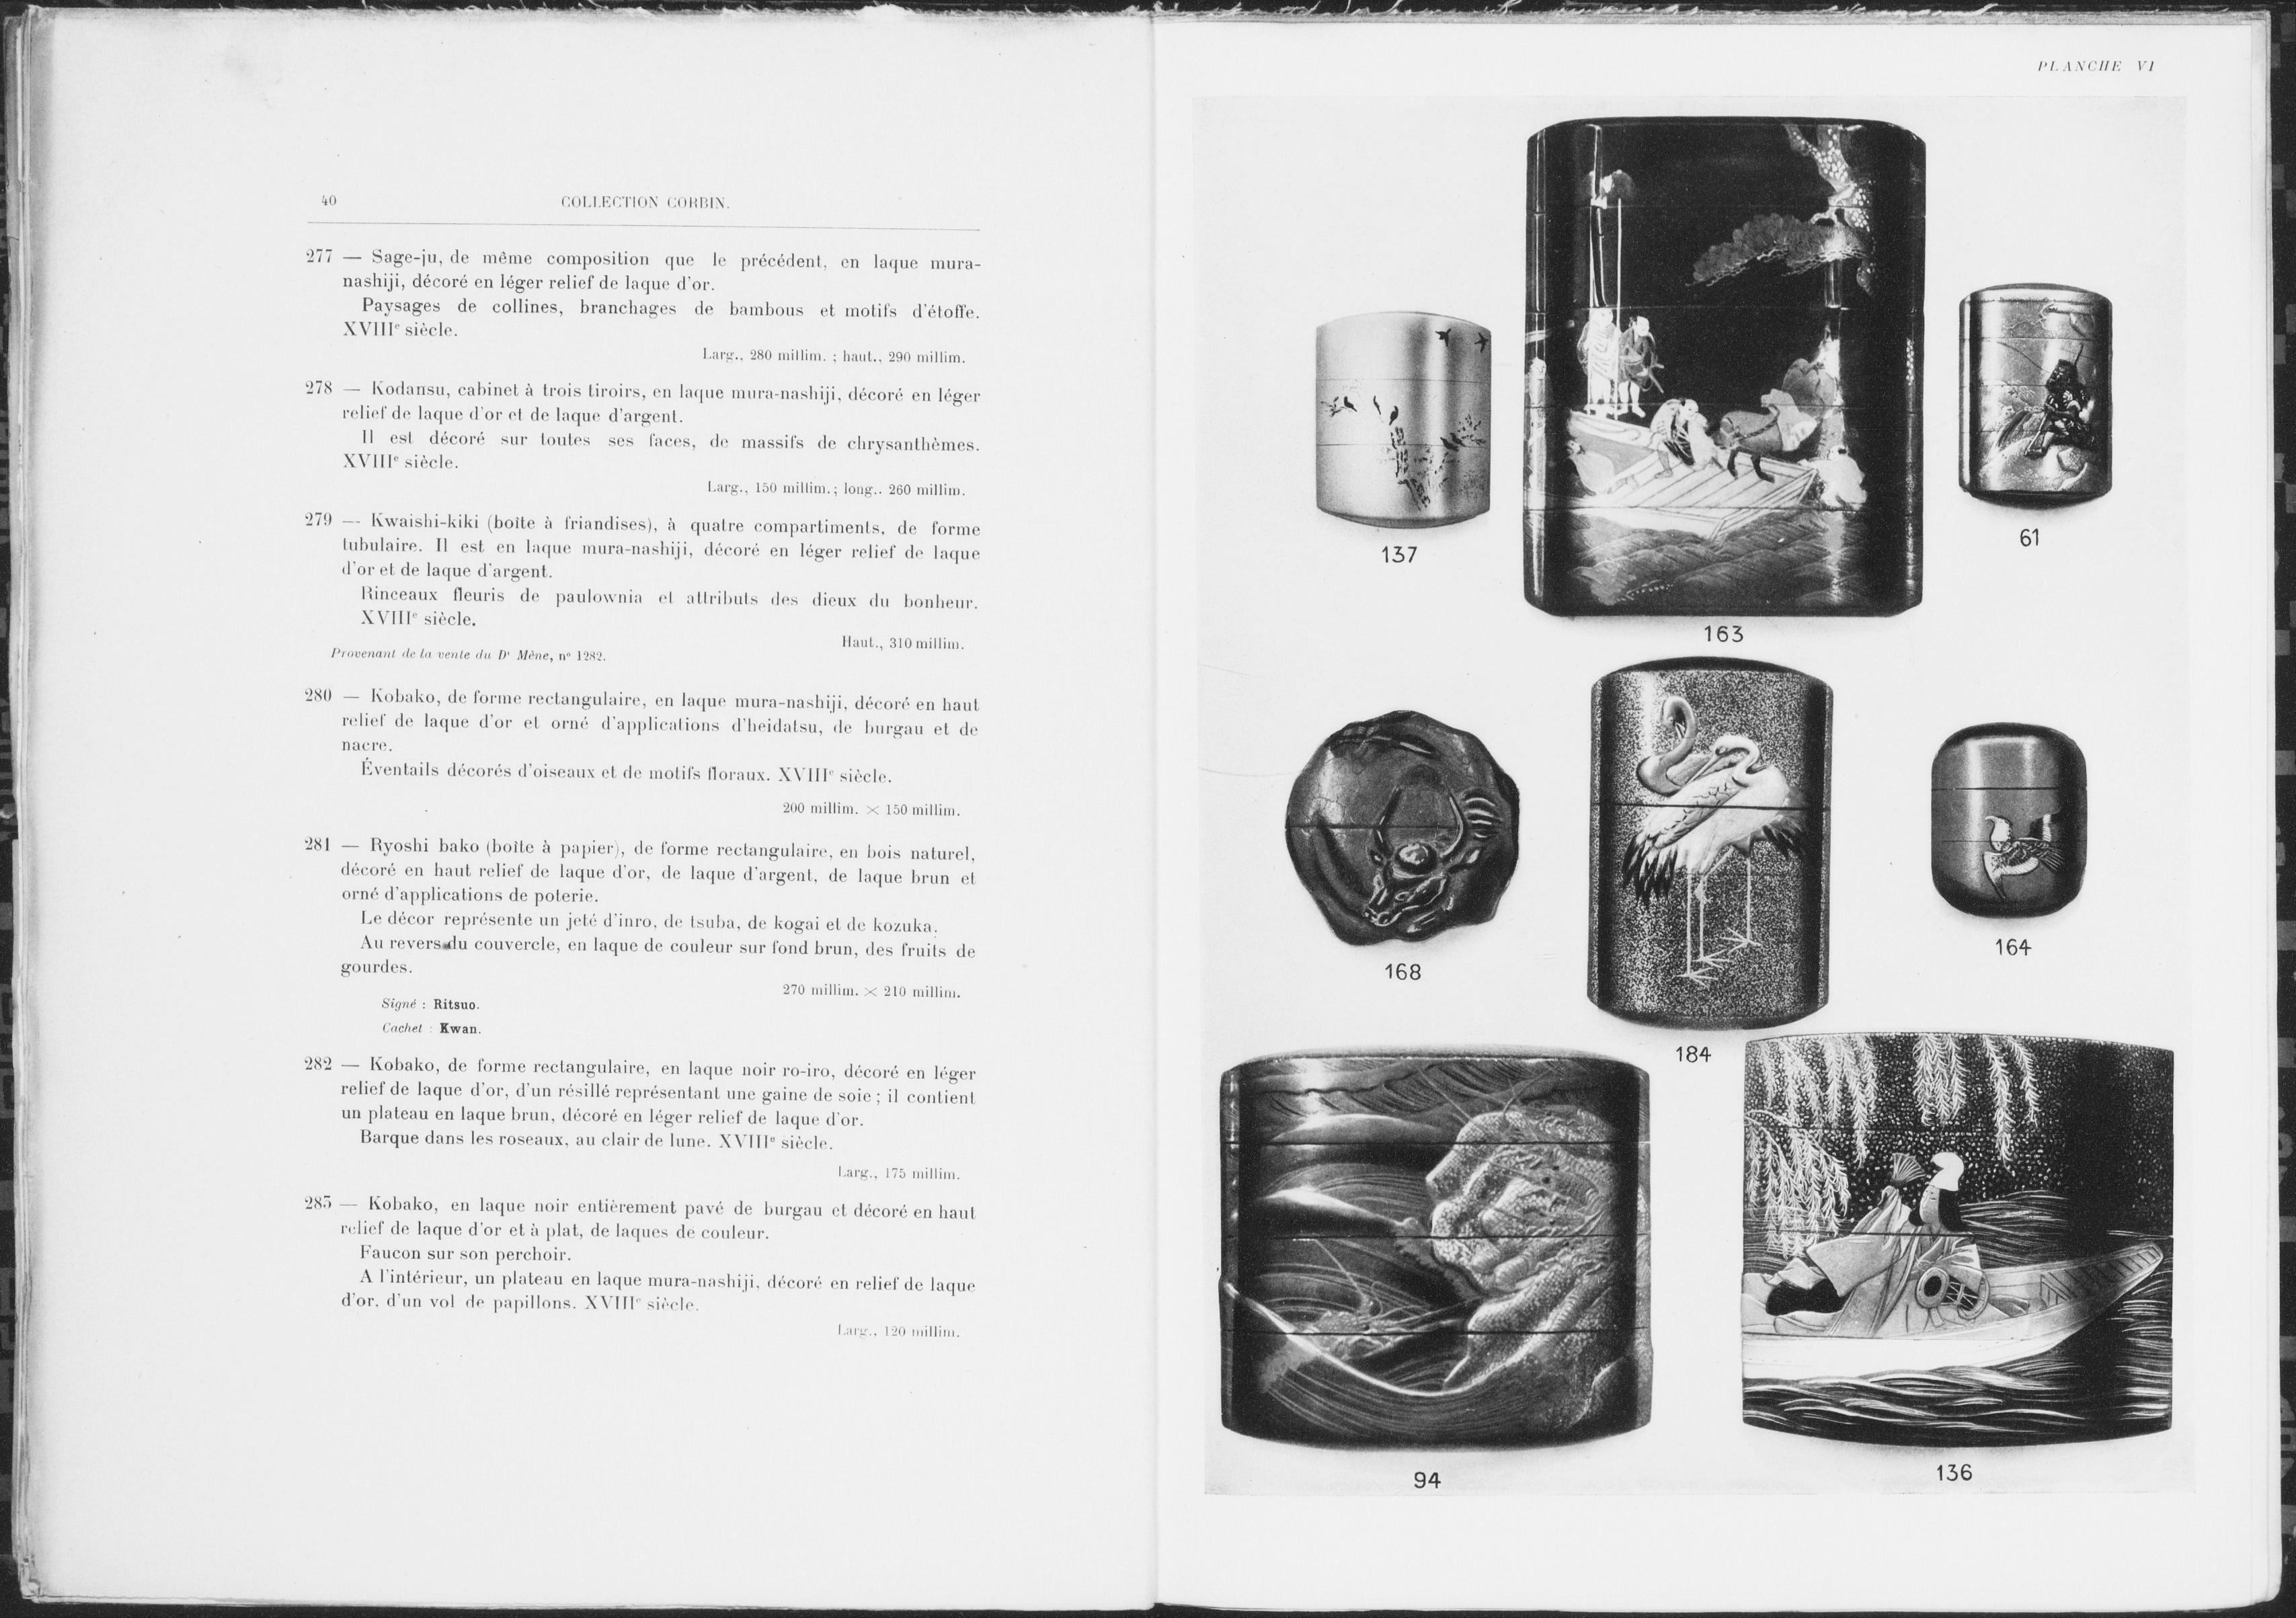 40
COLLECTION CORBIN.
277 — Sage-ju, de même composition que le précédent, en laque mura-
nashiji, décoré en léger relief de laque d'or.
Paysages de collines, branchages de bambous et motifs d'étoffe.
XVIIIe siècle.
Larg., 280 millim. ; haut., 290 millim.
278 — Kodansu, cabinet à trois tiroirs, en laque mura-nashiji, décoré en léger
relief de laque d'or et de laque d'argent.
Il est décoré sur toutes ses faces, de massifs de chrysanthèmes.
XVIIIe siècle.
Larg., 150 millim. ; long.. 260 millim.
279 — Kwaishi-kiki (boîte à friandises), à quatre compartiments, de forme
tubulaire. Il est en laque mura-nashiji, décoré en léger relief de laque
d'or et de laque d'argent.
Rinceaux fleuris de paulownia et attributs des dieux du bonheur.
XVIIIe siècle.
Haut., 310 millim.
Provenant de la vente du Dr Mène, no 1282.
280 — Kobako, de forme rectangulaire, en laque mura-nashiji, décoré en haut
relief de laque d'or et orné d'applications d'heidatsu, de burgau et de
nacre.
Éventails décorés d'oiseaux et de motifs floraux. XVIIIe siècle.
200 millim. × 150 millim.
281 — Ryoshi bako (boîte à papier), de forme rectangulaire, en bois naturel,
décoré en haut relief de laque d'or, de laque d'argent, de laque brun et
orné d'applications de poterie.
Le décor représente un jeté d'inro, de tsuba, de kogai et de kozuka.
Au revers du couvercle, en laque de couleur sur fond brun, des fruits de
gourdes.
270 millim. × 210 millim.
Signé : Ritsuo.
Cachet : Kwan.
282 — Kobako, de forme rectangulaire, en laque noir ro-iro, décoré en léger
relief de laque d'or, d'un résillé représentant une gaine de soie ; il contient
un plateau en laque brun, décoré en léger relief de laque d'or.
Barque dans les roseaux, au clair de lune. XVIIIe siècle.
Larg., 175 millim.
283 — Kobako, en laque noir entièrement pavé de burgau et décoré en haut
relief de laque d'or et à plat, de laques de couleur.
Faucon sur son perchoir.
A l'intérieur, un plateau en laque mura-nashiji, décoré en relief de laque
d'or, d'un vol de papillons. XVIIIe siècle.
Larg., 120 millim.
PLANCHE VI
137
163
61
168
184
164
94
136